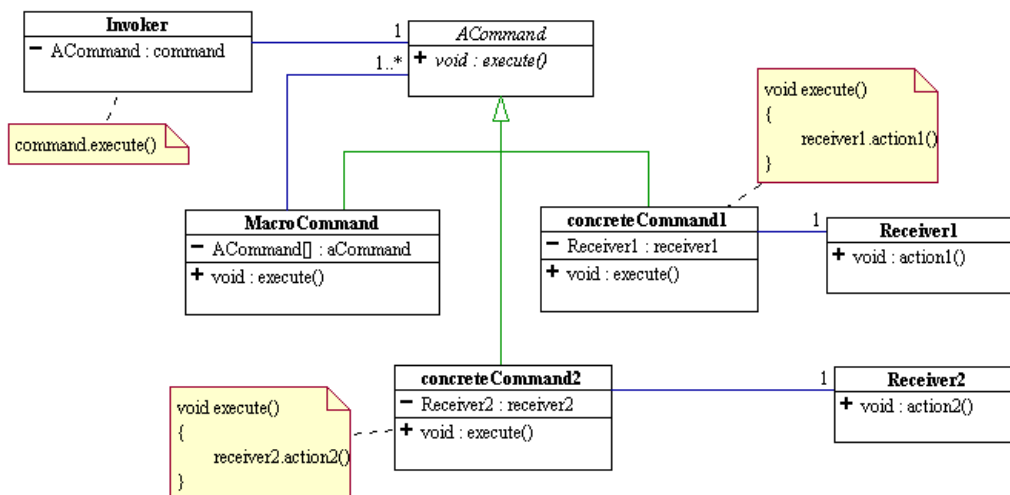 Invoker
− ACommand : command
1
ACommand
+ void : execute()
1..*
command.execute()
void execute()
{
receiver1.action1()
}
MacroCommand
− ACommand[] : aCommand
+ void : execute()
concreteCommand1
− Receiver1 : receiver1
+ void : execute()
1
Receiver1
+ void : action1()
concreteCommand2
− Receiver2 : receiver2
+ void : execute()
1
Receiver2
+ void : action2()
void execute()
{
receiver2.action2()
}